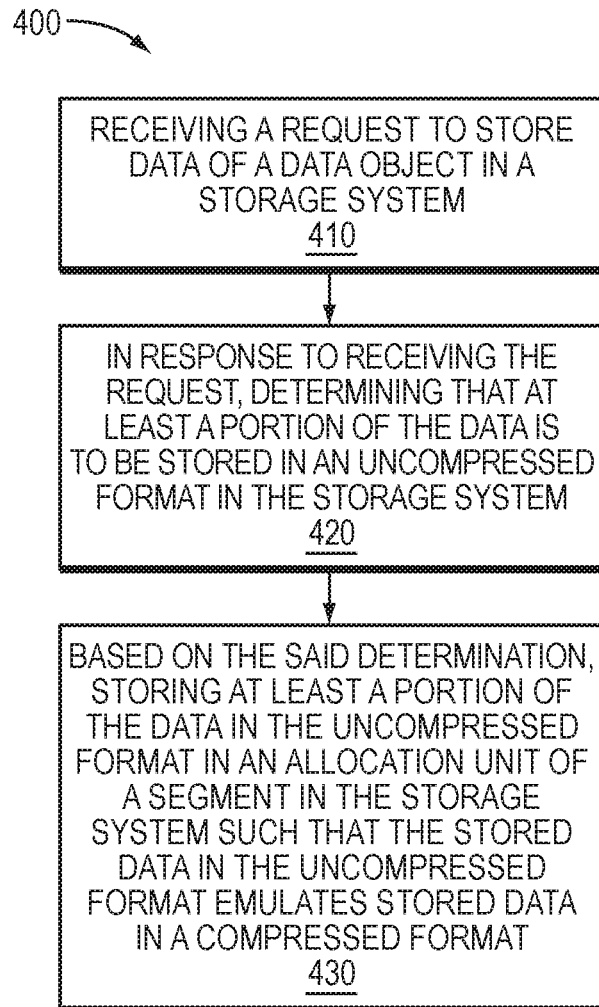 400
RECEIVING A REQUEST TO STORE
DATA OF A DATA OBJECT IN A
STORAGE SYSTEM
410
IN RESPONSE TO RECEIVING THE
REQUEST, DETERMINING THAT AT
LEAST A PORTION OF THE DATA IS
TO BE STORED IN AN UNCOMPRESSED
FORMAT IN THE STORAGE SYSTEM
420
BASED ON THE SAID DETERMINATION,
STORING AT LEAST A PORTION OF
THE DATA IN THE UNCOMPRESSED
FORMAT IN AN ALLOCATION UNIT OF
A SEGMENT IN THE STORAGE
SYSTEM SUCH THAT THE STORED
DATA IN THE UNCOMPRESSED
FORMAT EMULATES STORED DATA
IN A COMPRESSED FORMAT
430